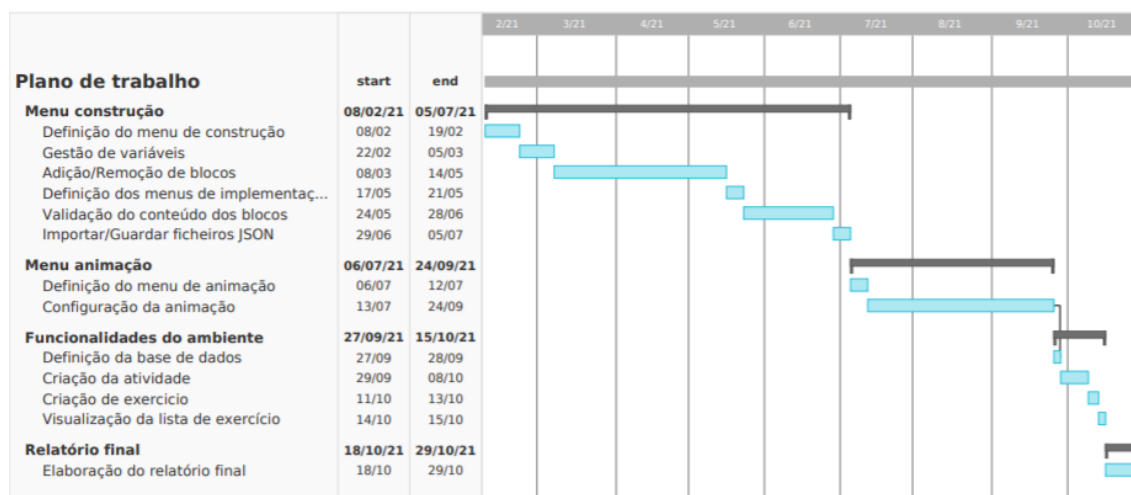 2/21 3/21 4/21 5/21 6/21 7/21 8/21 9/21 10/21
Plano de trabalho start end
Menu construção 08/02/21 05/07/21
Definição do menu de construção 08/02 19/02
Gestão de variáveis 22/02 05/03
Adição/Remoção de blocos 08/03 14/05
Definição dos menus de implementaç... 17/05 21/05
Validação do conteúdo dos blocos 24/05 28/06
Importar/Guardar ficheiros JSON 29/06 05/07
Menu animação 06/07/21 24/09/21
Definição do menu de animação 06/07 12/07
Configuração da animação 13/07 24/09
Funcionalidades do ambiente 27/09/21 15/10/21
Definição da base de dados 27/09 28/09
Criação da atividade 29/09 08/10
Criação de exercicio 11/10 13/10
Visualização da lista de exercício 14/10 15/10
Relatório final 18/10/21 29/10/21
Elaboração do relatório final 18/10 29/10